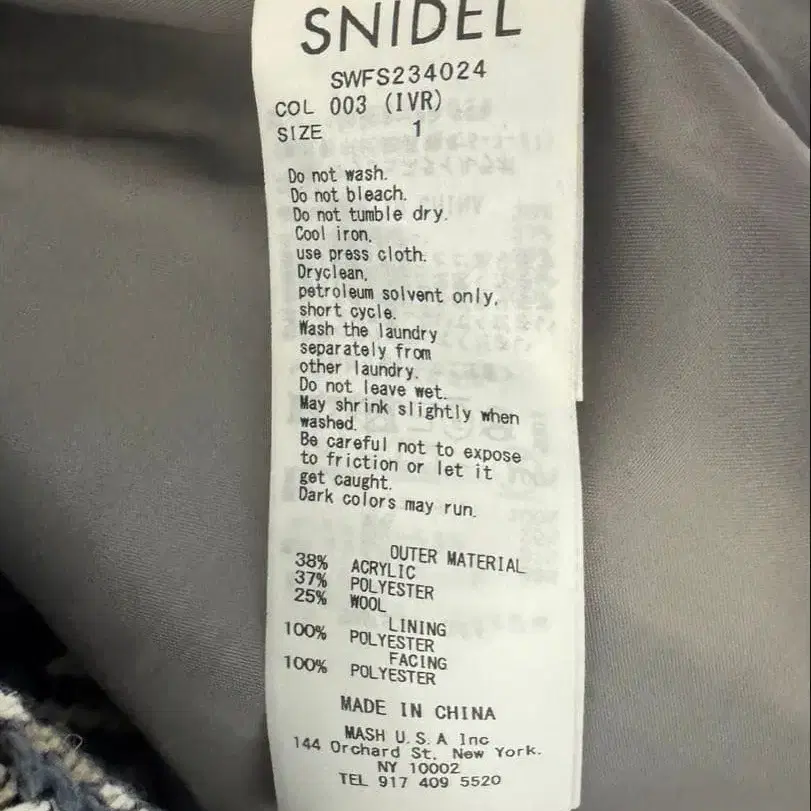 SNIDEL
SWFS234024
COL 003 (IVR)
SIZE 1
Do not wash.
Do not bleach.
Do not tumble dry.
Cool iron,
use press cloth.
Dryclean,
petroleum solvent only,
short cycle.
Wash the laundry
separately from
other laundry.
Do not leave wet.
May shrink slightly when
washed.
Be careful not to expose
to friction or let it
get caught.
Dark colors may run.
OUTER MATERIAL
38% ACRYLIC
37% POLYESTER
25% WOOL
LINING
100% POLYESTER
FACING
100% POLYESTER
MADE IN CHINA
MASH U.S.A Inc
144 Orchard St. New York.
NY 10002
TEL 917 409 5520